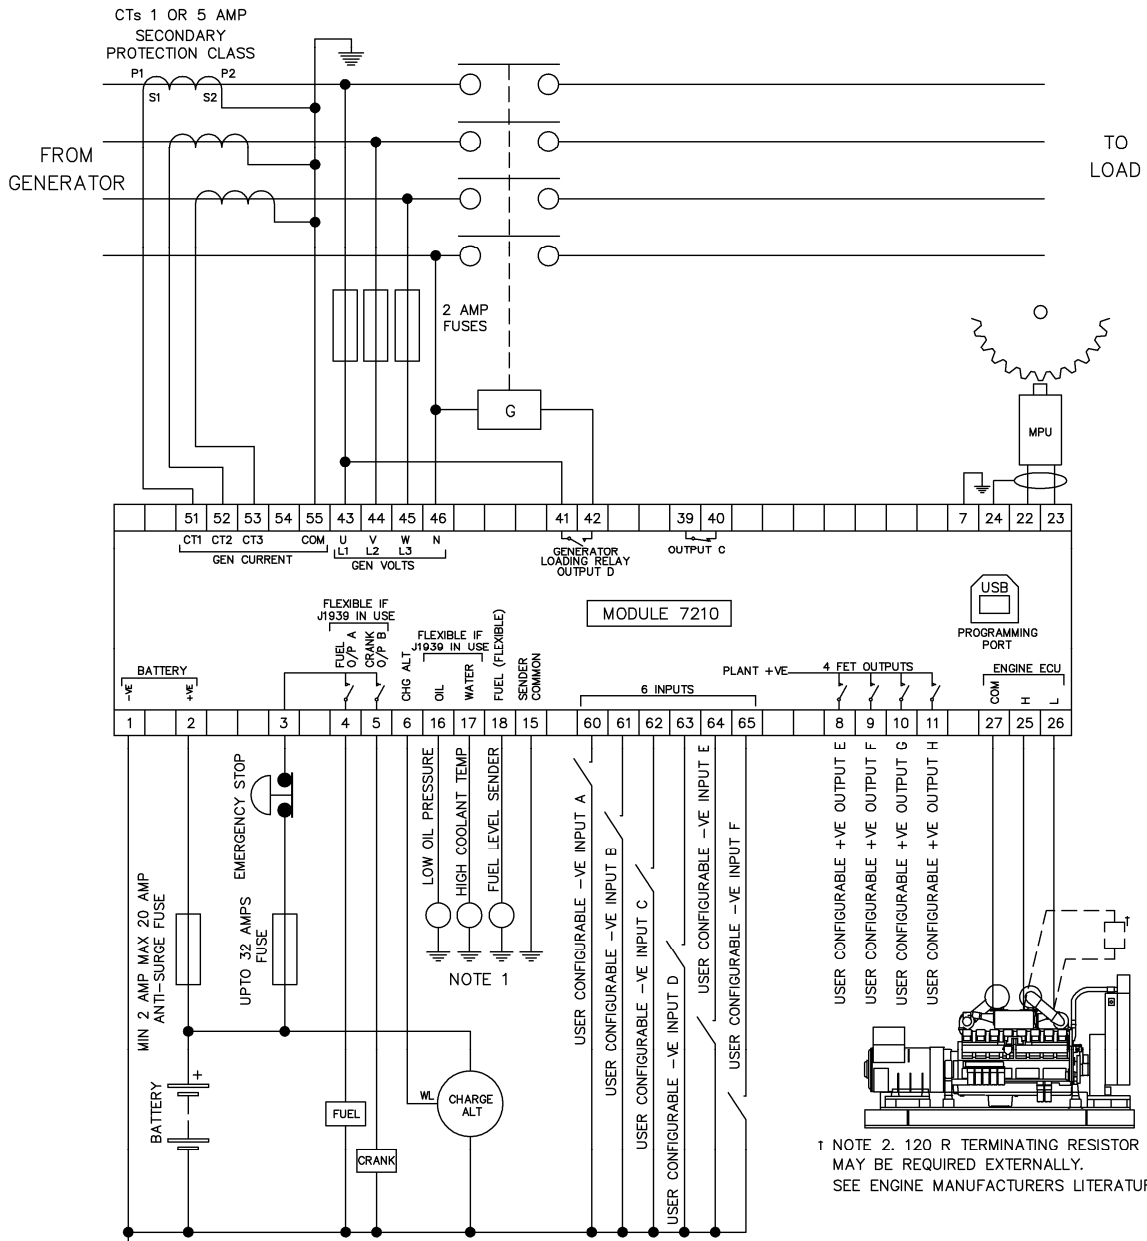 CTs 1 OR 5 AMP
SECONDARY
PROTECTION CLASS
P1
P2
S1
S2
FROM
GENERATOR
TO
LOAD
2 AMP
FUSES
G
MPU
51
52
53
54
55
43
44
45
46
41
42
39
40
7
24
22
23
CT1
CT2
CT3
COM
U
V
W
N
L1
L2
L3
GEN CURRENT
GEN VOLTS
GENERATOR
LOADING RELAY
OUTPUT D
OUTPUT C
USB
PROGRAMMING
PORT
MODULE 7210
FLEXIBLE IF
J1939 IN USE
FUEL
O/P A
CRANK
O/P B
CHG ALT
FLEXIBLE IF
J1939 IN USE
OIL
WATER
FUEL (FLEXIBLE)
SENDER
COMMON
BATTERY
-VE
+VE
6 INPUTS
PLANT +VE
4 FET OUTPUTS
ENGINE ECU
COM
H
L
1
2
3
4
5
6
16
17
18
15
60
61
62
63
64
65
8
9
10
11
27
25
26
EMERGENCY STOP
MIN 2 AMP MAX 20 AMP
ANTI-SURGE FUSE
UPTO 32 AMPS
FUSE
LOW OIL PRESSURE
HIGH COOLANT TEMP
FUEL LEVEL SENDER
NOTE 1
USER CONFIGURABLE -VE INPUT A
USER CONFIGURABLE -VE INPUT B
USER CONFIGURABLE -VE INPUT C
USER CONFIGURABLE -VE INPUT D
USER CONFIGURABLE -VE INPUT E
USER CONFIGURABLE -VE INPUT F
USER CONFIGURABLE +VE OUTPUT E
USER CONFIGURABLE +VE OUTPUT F
USER CONFIGURABLE +VE OUTPUT G
USER CONFIGURABLE +VE OUTPUT H
†
BATTERY
+
WL
CHARGE
ALT
FUEL
CRANK
† NOTE 2. 120 R TERMINATING RESISTOR
MAY BE REQUIRED EXTERNALLY.
SEE ENGINE MANUFACTURERS LITERATUR